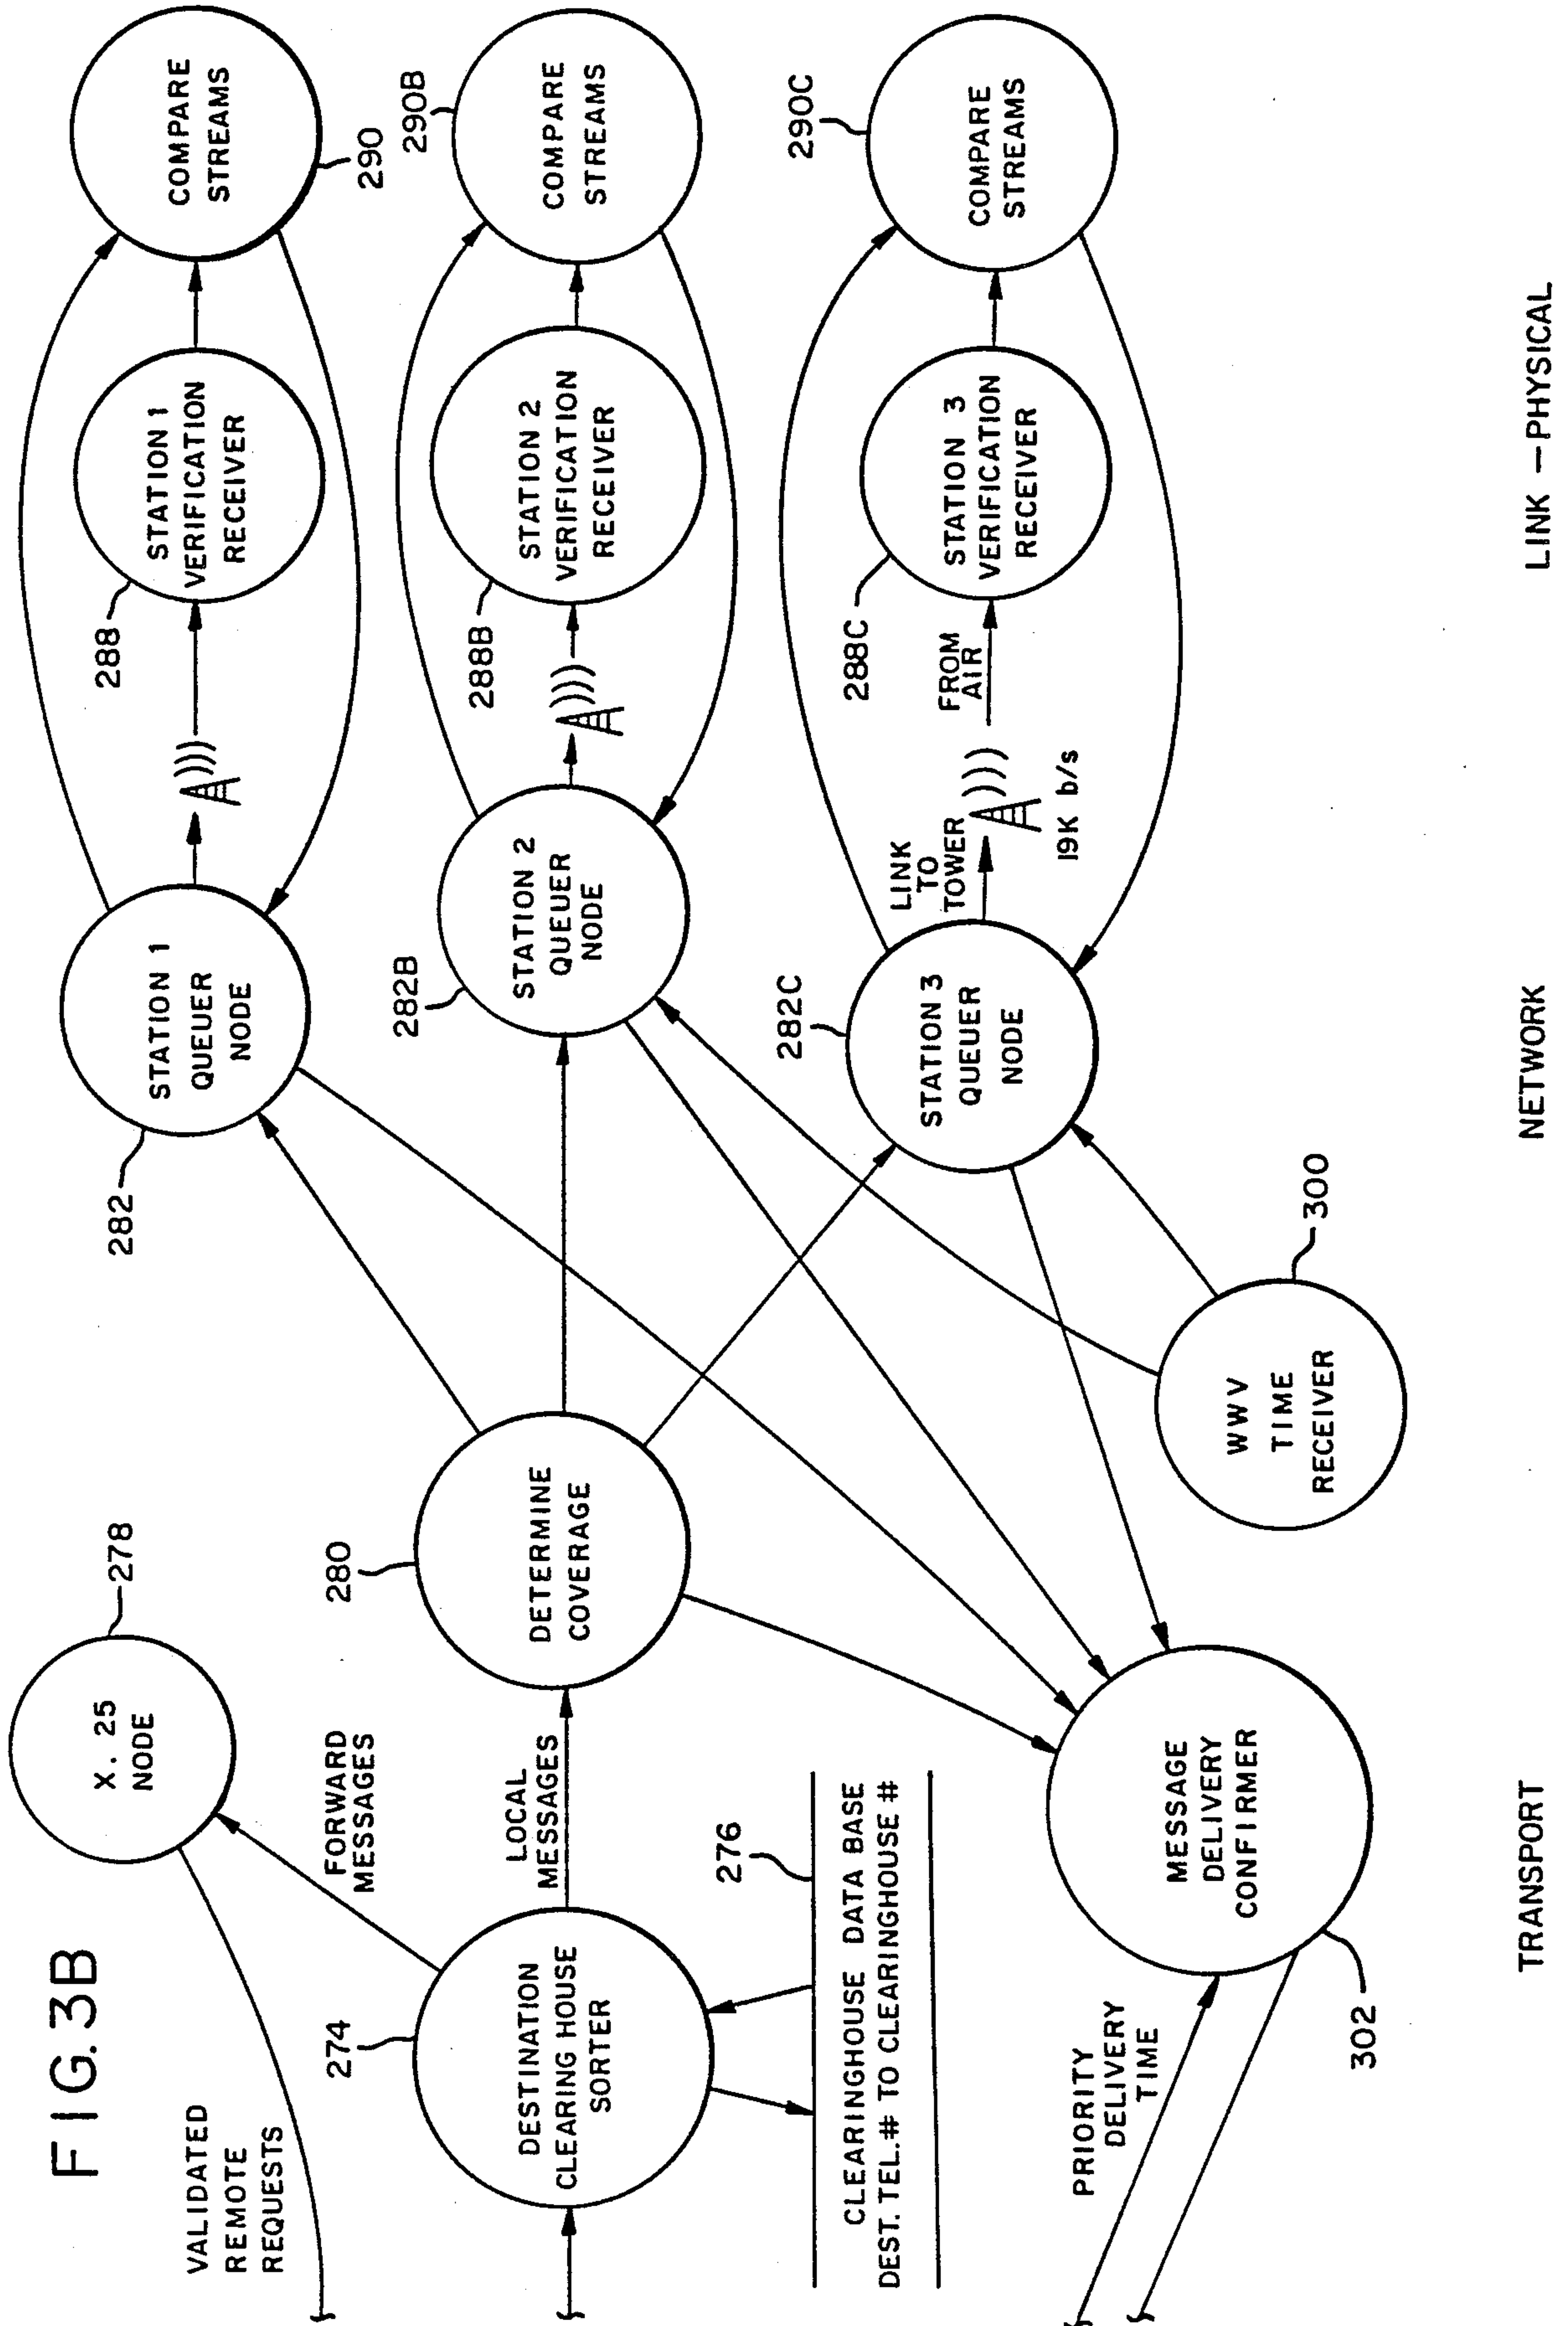 FIG.3B
VALIDATED
REMOTE
REQUESTS
X.25
NODE
278
FORWARD
MESSAGES
274
DESTINATION
CLEARING HOUSE
SORTER
LOCAL
MESSAGES
280
DETERMINE
COVERAGE
276
CLEARINGHOUSE DATA BASE
DEST. TEL.# TO CLEARINGHOUSE #
PRIORITY
DELIVERY
TIME
MESSAGE
DELIVERY
CONFIRMER
302
WWV
TIME
RECEIVER
300
282
STATION 1
QUEUER
NODE
288
STATION 1
VERIFICATION
RECEIVER
COMPARE
STREAMS
290
282B
STATION 2
QUEUER
NODE
288B
STATION 2
VERIFICATION
RECEIVER
290B
COMPARE
STREAMS
282C
STATION 3
QUEUER
NODE
LINK
TO
TOWER
19K b/s
FROM
AIR
288C
STATION 3
VERIFICATION
RECEIVER
290C
COMPARE
STREAMS
TRANSPORT
NETWORK
LINK - PHYSICAL